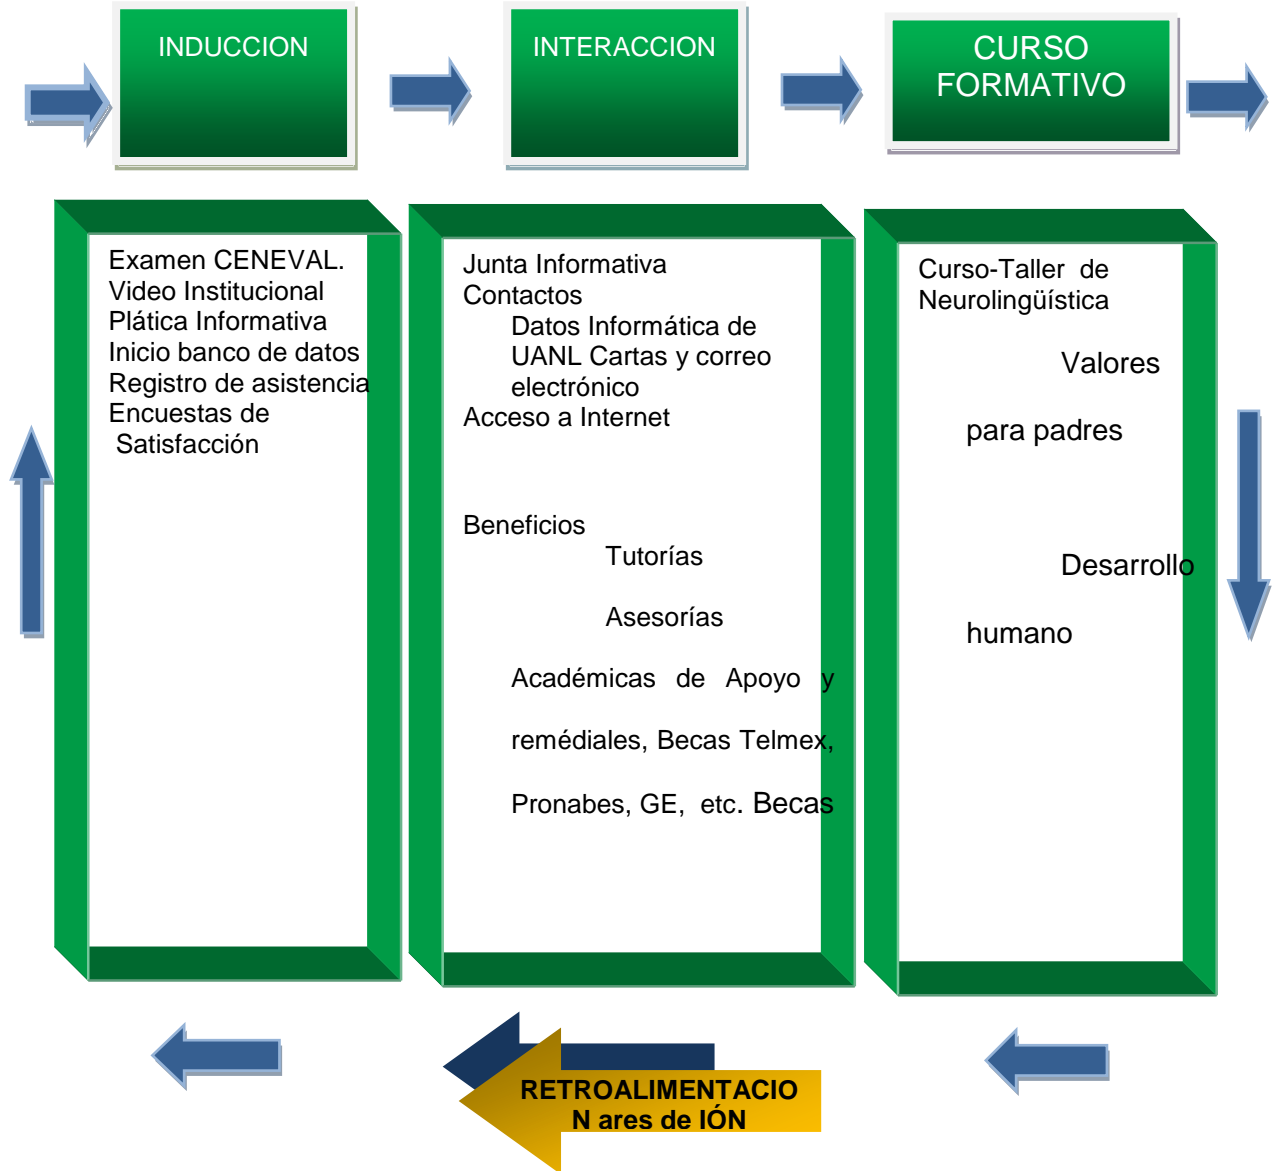 INDUCCION
INTERACCION
CURSO
FORMATIVO
Examen CENEVAL.
Video Institucional
Plática Informativa
Inicio banco de datos
Registro de asistencia
Encuestas de
Satisfacción
Junta Informativa
Contactos
Datos Informática de
UANL Cartas y correo
electrónico
Acceso a Internet
Beneficios
Tutorías
Asesorías
Académicas de Apoyo y
remédiales, Becas Telmex,
Pronabes, GE, etc. Becas
Curso-Taller de
Neurolingüística
Valores
para padres
Desarrollo
humano
RETROALIMENTACIO
N ares de IÓN